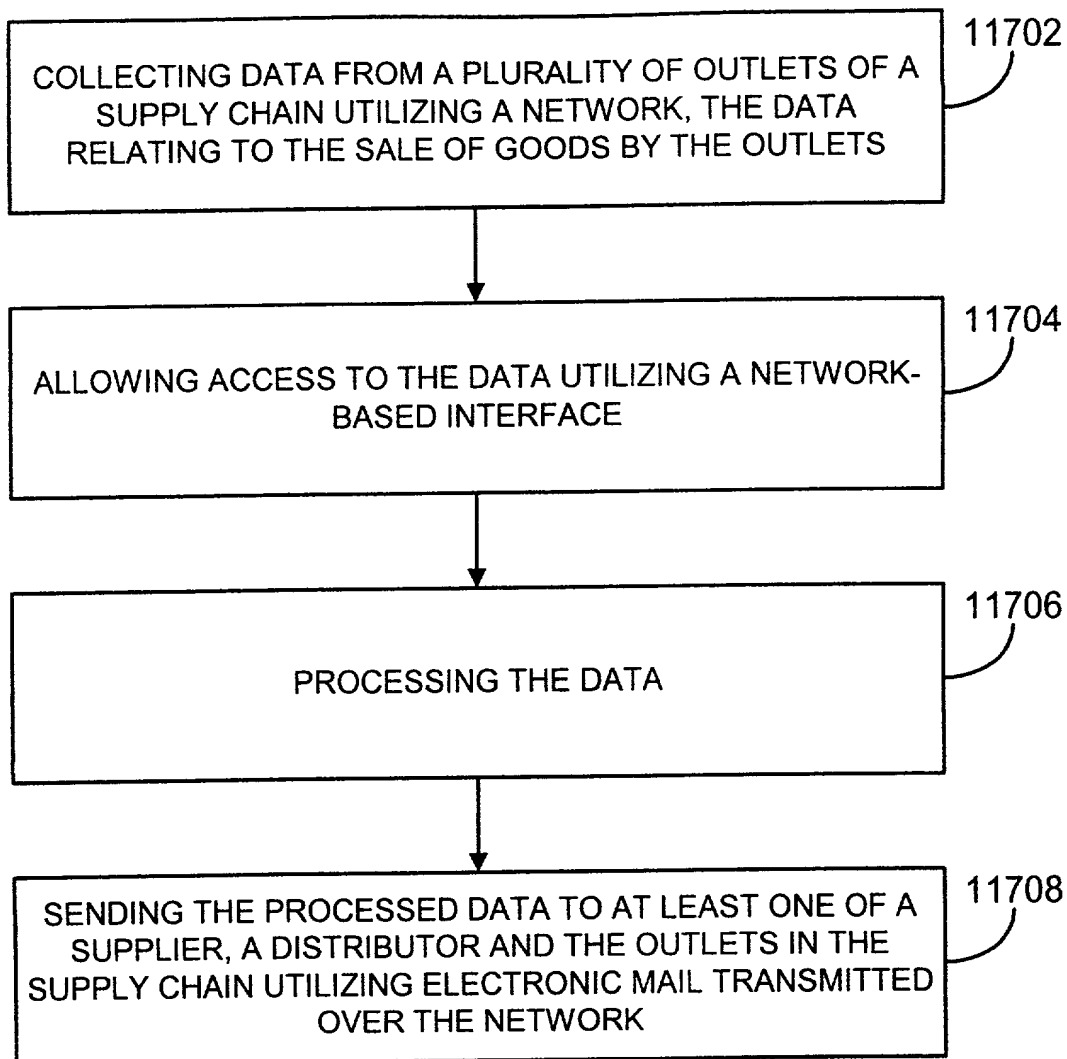 11702
COLLECTING DATA FROM A PLURALITY OF OUTLETS OF A
SUPPLY CHAIN UTILIZING A NETWORK, THE DATA
RELATING TO THE SALE OF GOODS BY THE OUTLETS
11704
ALLOWING ACCESS TO THE DATA UTILIZING A NETWORK-
BASED INTERFACE
11706
PROCESSING THE DATA
11708
SENDING THE PROCESSED DATA TO AT LEAST ONE OF A
SUPPLIER, A DISTRIBUTOR AND THE OUTLETS IN THE
SUPPLY CHAIN UTILIZING ELECTRONIC MAIL TRANSMITTED
OVER THE NETWORK